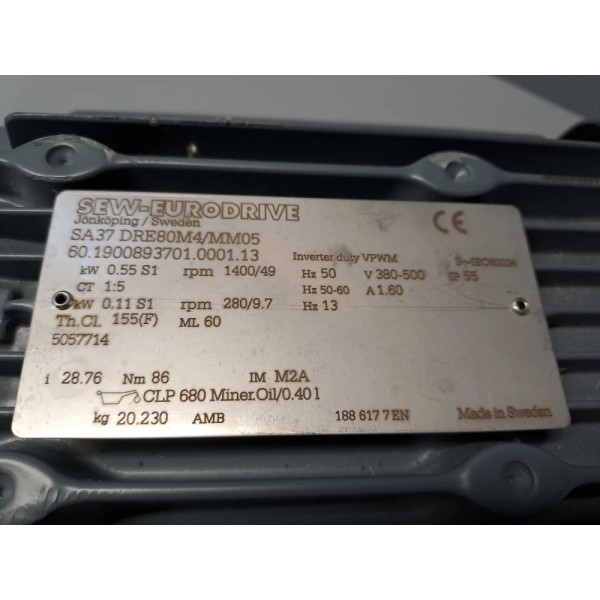 SEW-EURODRIVE
Jönköping / Sweden
CE
SA37 DRE80M4/MM05
60.1900893701.0001.13 Inverter duty VPWM 3~IEC60034
kW 0.55 S1 rpm 1400/49 Hz 50 V 380-500 IP 55
CT 1:5 Hz 50-60 A 1.60
kW 0.11 S1 rpm 280/9.7 Hz 13
Th.Cl. 155(F) ML 60
5057714
i 28.76 Nm 86 IM M2A
CLP 680 Miner.Oil/0.40 l
kg 20.230 AMB 188 617 7 EN Made in Sweden